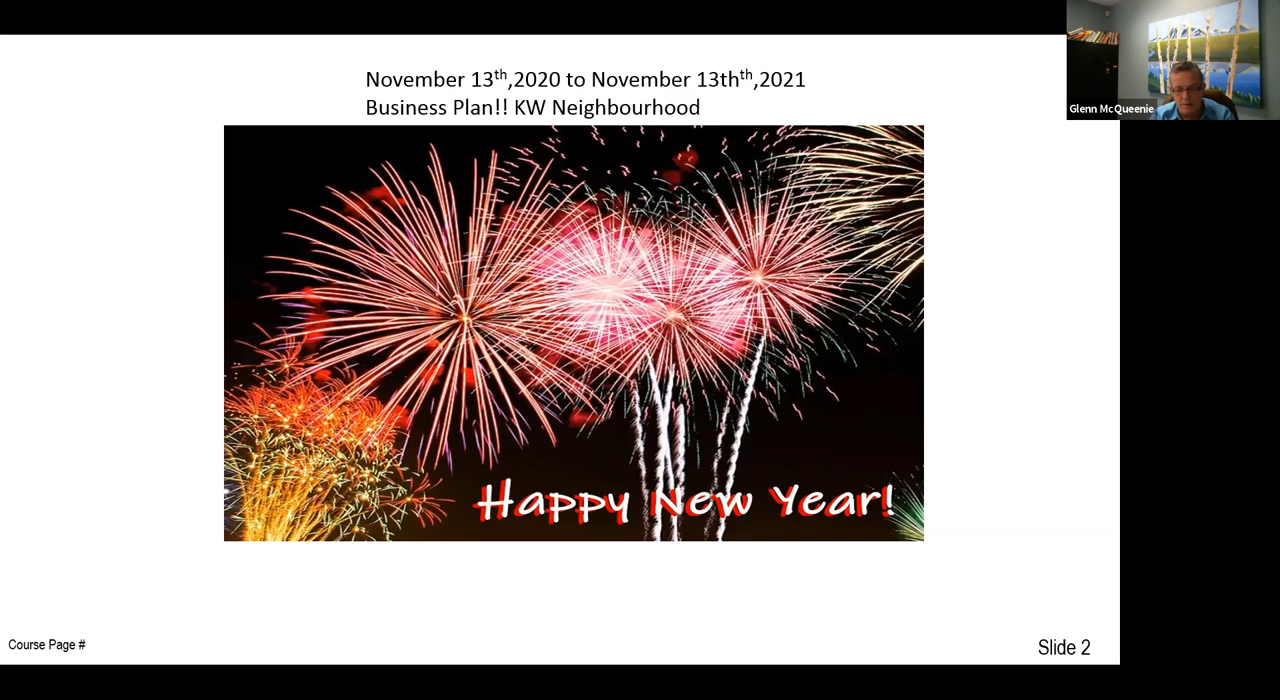 November 13th,2020 to November 13thth,2021
Business Plan!! KW Neighbourhood
Glenn McQueenie
Happy New Year!
Course Page #
Slide 2